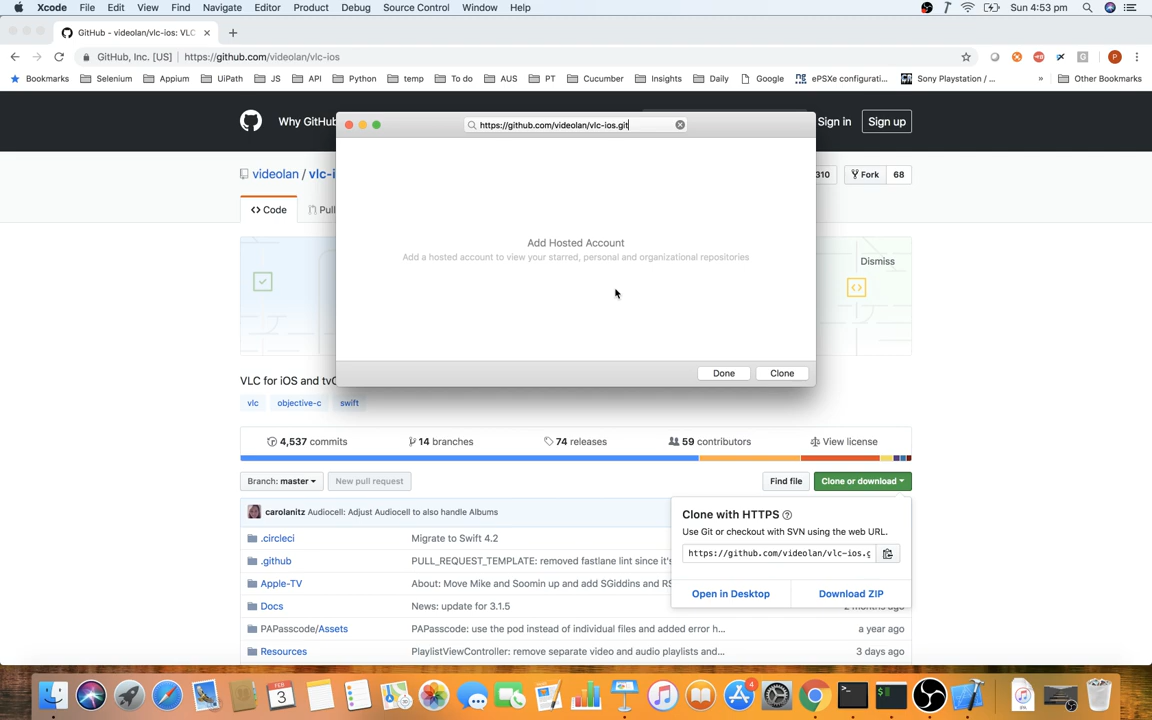 Xcode File Edit View Find Navigate Editor Product Debug Source Control Window Help Sun 4:53 pm
GitHub - videolan/vlc-ios: VLC
GitHub, Inc. [US] | https://github.com/videolan/vlc-ios
Bookmarks Selenium Appium UiPath JS API Python temp To do AUS PT Cucumber Insights Daily Google ePSXe configurati... Sony Playstation / ... » Other Bookmarks
Why GitHub Sign in Sign up
https://github.com/videolan/vlc-ios.git
videolan / vlc-i 310 Fork 68
Code Pull
Add Hosted Account
Add a hosted account to view your starred, personal and organizational repositories
Dismiss
Done Clone
VLC for iOS and tvO
vlc objective-c swift
4,537 commits 14 branches 74 releases 59 contributors View license
Branch: master New pull request Find file Clone or download
carolanitz Audiocell: Adjust Audiocell to also handle Albums
Clone with HTTPS
Use Git or checkout with SVN using the web URL.
https://github.com/videolan/vlc-ios.g
Open in Desktop Download ZIP
.circleci Migrate to Swift 4.2
.github PULL_REQUEST_TEMPLATE: removed fastlane lint since it's
Apple-TV About: Move Mike and Soomin up and add SGiddins and RS
Docs News: update for 3.1.5 2 months ago
PAPasscode/Assets PAPasscode: use the pod instead of individual files and added error h... a year ago
Resources PlaylistViewController: remove separate video and audio playlists and... 3 days ago
FEB
3
4